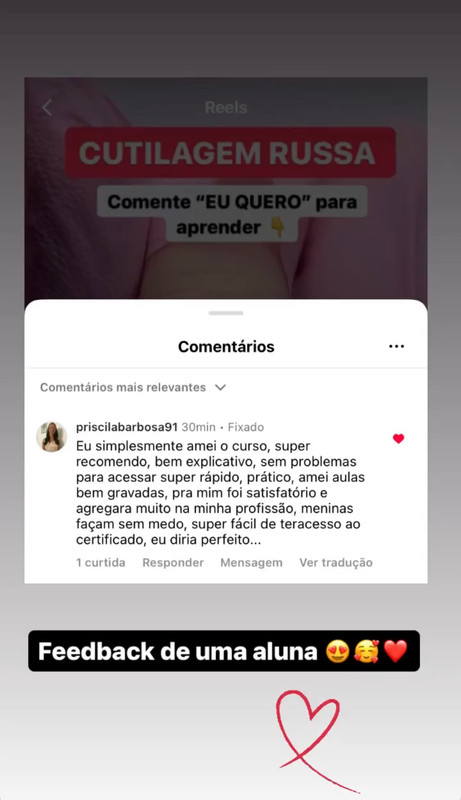 Reels
CUTILAGEM RUSSA
Comente “EU QUERO” para
aprender 👇
Comentários
Comentários mais relevantes
priscilabarbosa91 30min • Fixado
Eu simplesmente amei o curso, super
recomendo, bem explicativo, sem problemas
para acessar super rápido, prático, amei aulas
bem gravadas, pra mim foi satisfatório e
agregara muito na minha profissão, meninas
façam sem medo, super fácil de teracesso ao
certificado, eu diria perfeito...
1 curtida Responder Mensagem Ver tradução
Feedback de uma aluna 😍🥰❤️